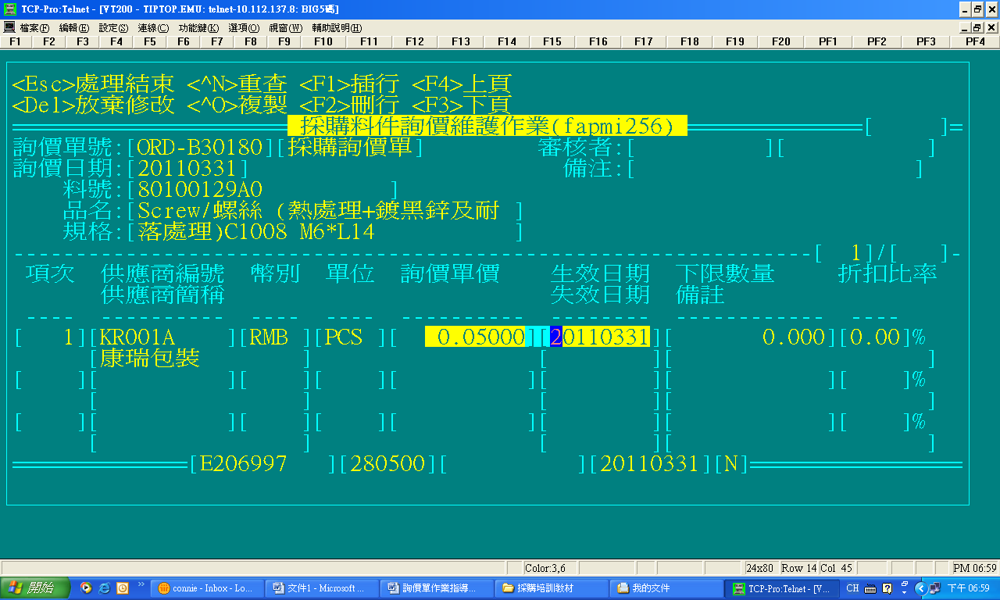 TCP-Pro:Telnet - [VT200 - TIPTOP.EMU: telnet-10.112.137.8: BIG5碼]
檔案(F) 編輯(E) 設定(S) 連線(C) 功能鍵(K) 選項(O) 視窗(W) 輔助說明(H)
F1 F2 F3 F4 F5 F6 F7 F8 F9 F10 F11 F12 F13 F14 F15 F16 F17 F18 F19 F20 PF1 PF2 PF3 PF4
<Esc>處理結束 <^N>重查 <F1>插行 <F4>上頁
<Del>放棄修改 <^O>複製 <F2>刪行 <F3>下頁
採購料件詢價維護作業(fapmi256) [ ]
詢價單號:[ORD-B30180][採購詢價單] 審核者:[ ][ ]
詢價日期:[20110331] 備注:[ ]
料號:[80100129A0 ]
品名:[Screw/螺絲 (熱處理+鍍黑鋅及耐 ]
規格:[落處理)C1008 M6*L14 ]
[ 1]/[ ]
項次 供應商編號 幣別 單位 詢價單價 生效日期 下限數量 折扣比率
供應商簡稱 失效日期 備註
---- ---------- ---- ---- ---------- -------- ---------- ----
[ 1][KR001A ][RMB ][PCS ][ 0.05000][20110331][ 0.000][0.00]%
[康瑞包裝 ] [ ][ ]
[ ][ ][ ][ ][ ][ ][ ][ ]%
[ ] [ ][ ]
[ ][ ][ ][ ][ ][ ][ ][ ]%
[ ] [ ][ ]
[E206997 ][280500][ ][20110331][N]
Color:3,6 24x80 Row 14 Col 45 PM 06:59
開始 connie - Inbox - Lo... 文件1 - Microsoft ... 詢價單作業指導... 採購培訓教材 我的文件 TCP-Pro:Telnet - [V... CH 下午 06:59